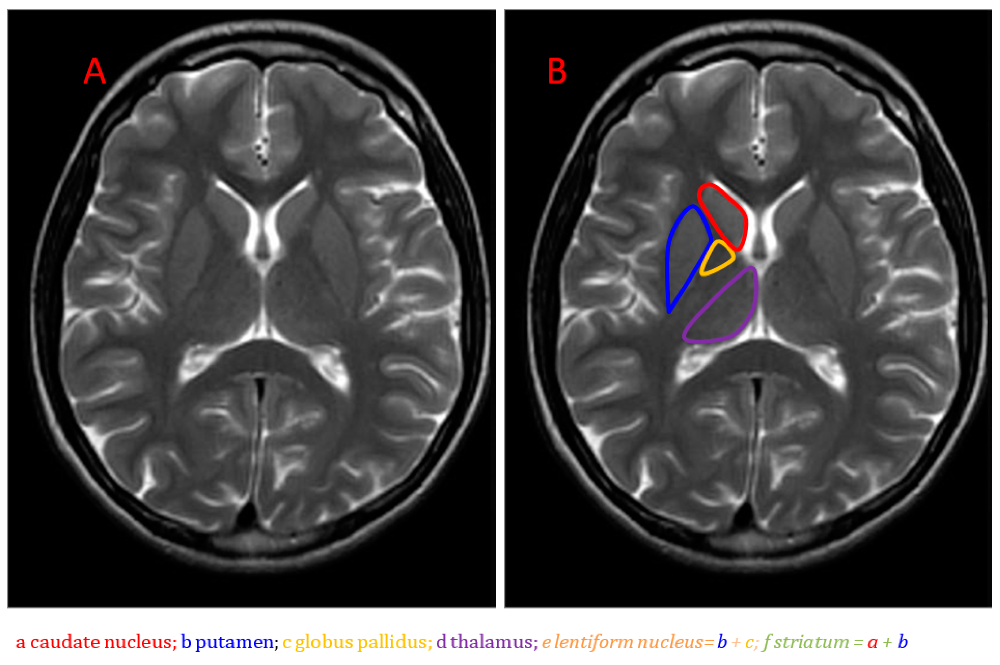 A
B
a caudate nucleus; b putamen; c globus pallidus; d thalamus; e lentiform nucleus= b + c; f striatum = a + b